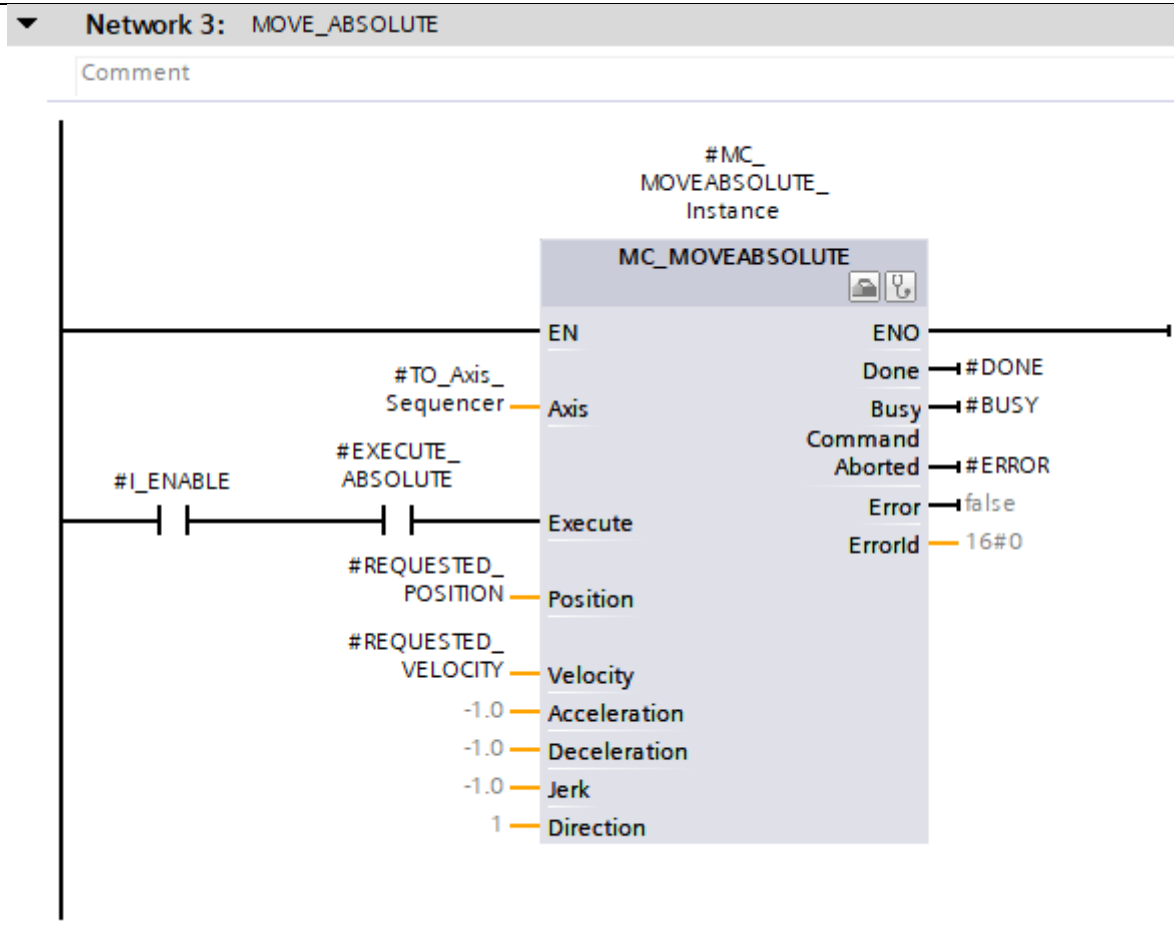 Network 3: MOVE_ABSOLUTE
Comment
#MC_
MOVEABSOLUTE_
Instance
MC_MOVEABSOLUTE
EN
ENO
#TO_Axis_
Sequencer
Axis
Done
#DONE
Busy
#BUSY
Command
Aborted
#ERROR
#I_ENABLE
#EXECUTE_
ABSOLUTE
Execute
Error
false
ErrorId
16#0
#REQUESTED_
POSITION
Position
#REQUESTED_
VELOCITY
Velocity
-1.0
Acceleration
-1.0
Deceleration
-1.0
Jerk
1
Direction